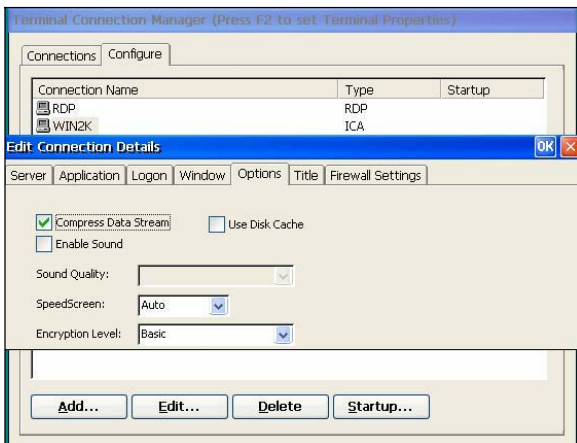 Terminal Connection Manager (Press F2 to set Terminal Properties)
Connections Configure
Connection Name Type Startup
RDP RDP
WIN2K ICA
Edit Connection Details OK
Server Application Logon Window Options Title Firewall Settings
Compress Data Stream Use Disk Cache
Enable Sound
Sound Quality:
SpeedScreen: Auto
Encryption Level: Basic
Add... Edit... Delete Startup...